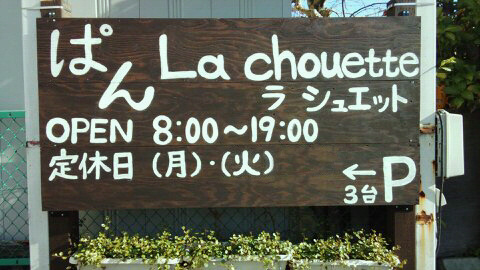 ぱん La chouette
ラ シュエット
OPEN 8:00～19:00
定休日 (月)・(火)
←P
3台